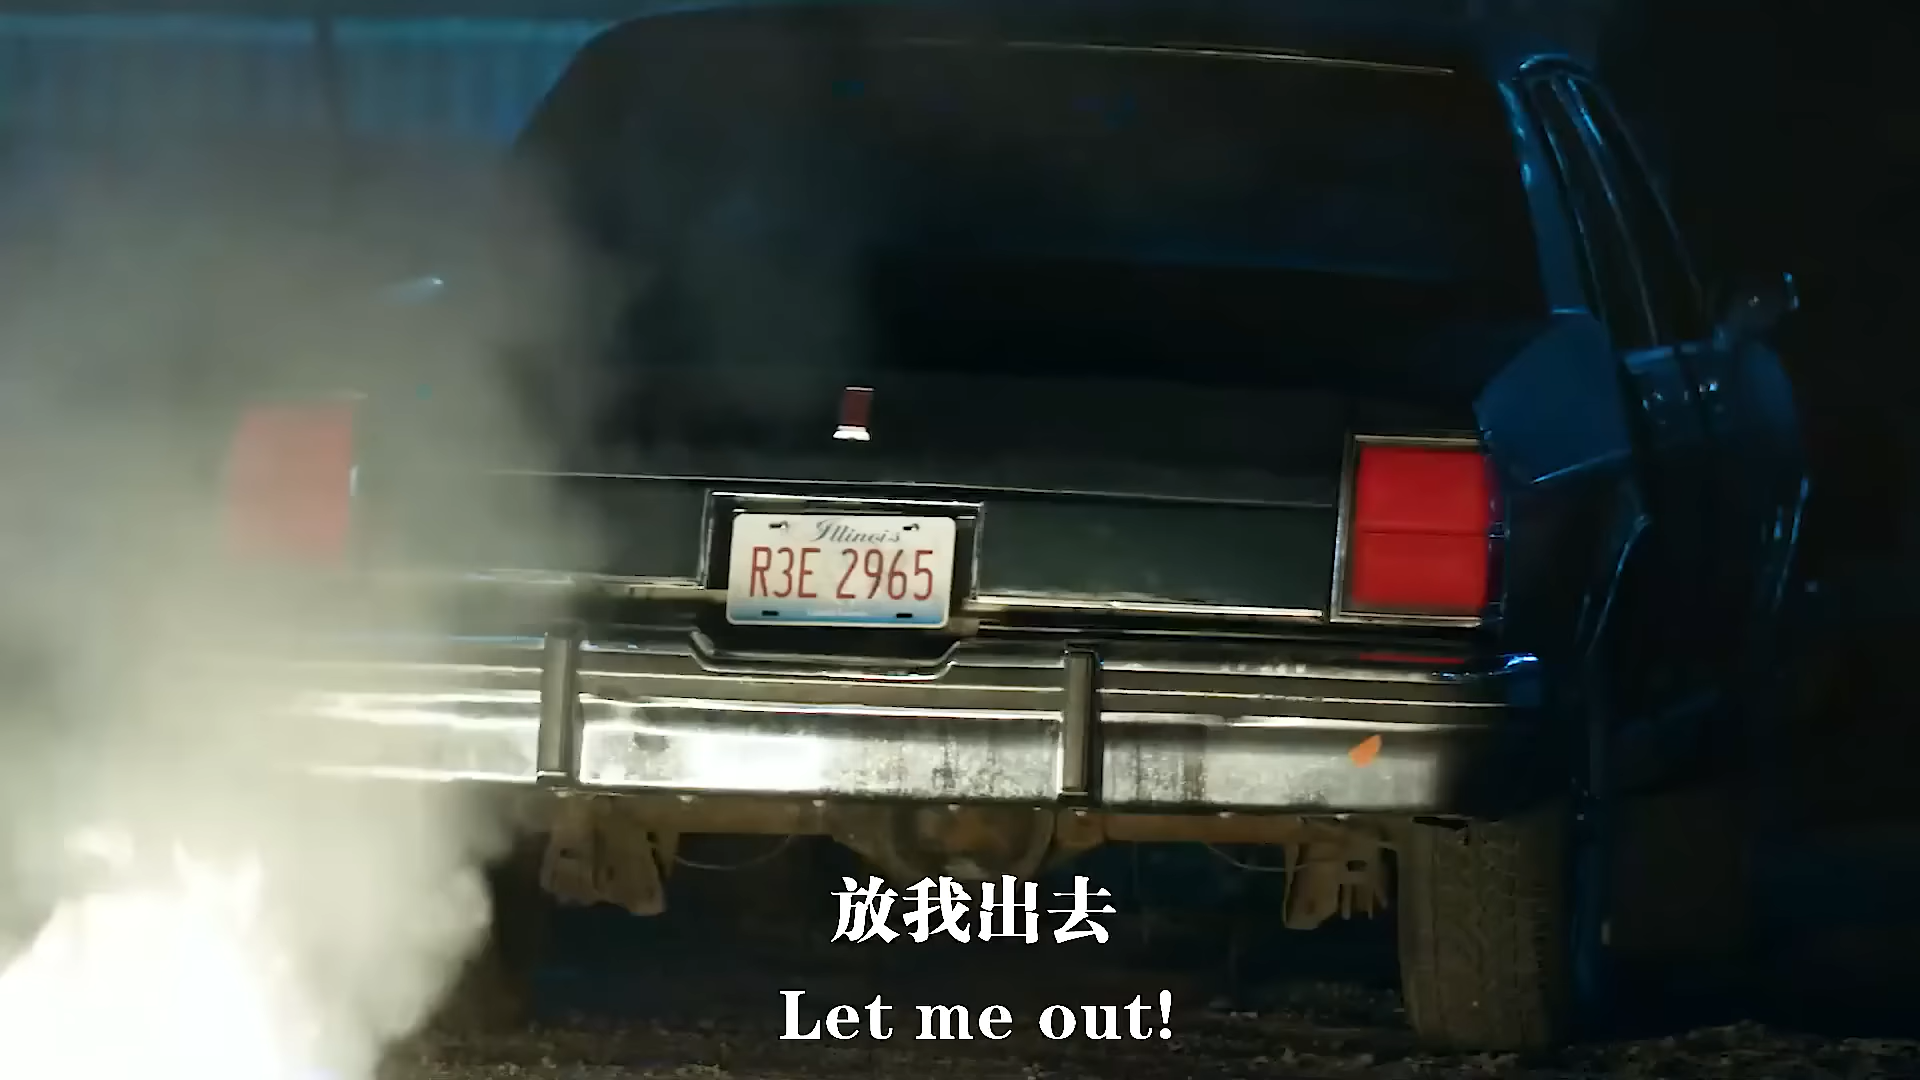 Illinois
R3E 2965
放我出去
Let me out!